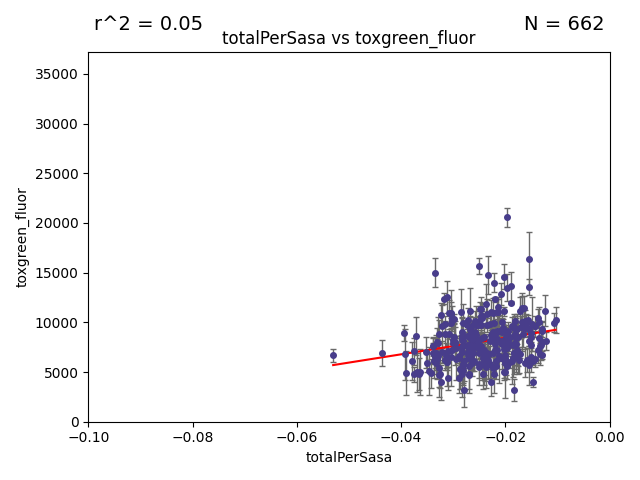 r^2 = 0.05
N = 662
totalPerSasa vs toxgreen_fluor
35000
30000
25000
20000
15000
10000
5000
0
toxgreen_fluor
−0.10
−0.08
−0.06
−0.04
−0.02
0.00
totalPerSasa